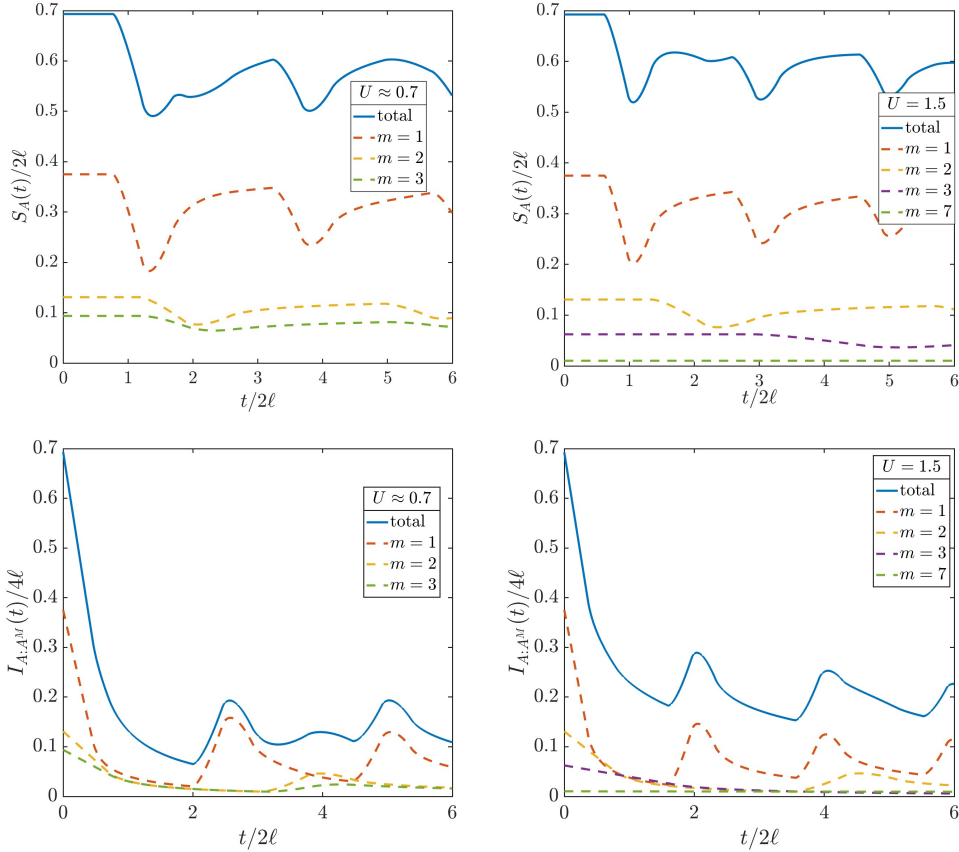 0.7
0.6
0.5
0.4
0.3
0.2
0.1
0
S_A(t)/2ℓ
U ≈ 0.7
total
m = 1
m = 2
m = 3
0 1 2 3 4 5 6
t/2ℓ
0.7
0.6
0.5
0.4
0.3
0.2
0.1
0
S_A(t)/2ℓ
U = 1.5
total
m = 1
m = 2
m = 3
m = 7
0 1 2 3 4 5 6
t/2ℓ
0.7
0.6
0.5
0.4
0.3
0.2
0.1
0
I_{A:A^M}(t)/4ℓ
U ≈ 0.7
total
m = 1
m = 2
m = 3
0 2 4 6
t/2ℓ
0.7
0.6
0.5
0.4
0.3
0.2
0.1
0
I_{A:A^M}(t)/4ℓ
U = 1.5
total
m = 1
m = 2
m = 3
m = 7
0 2 4 6
t/2ℓ